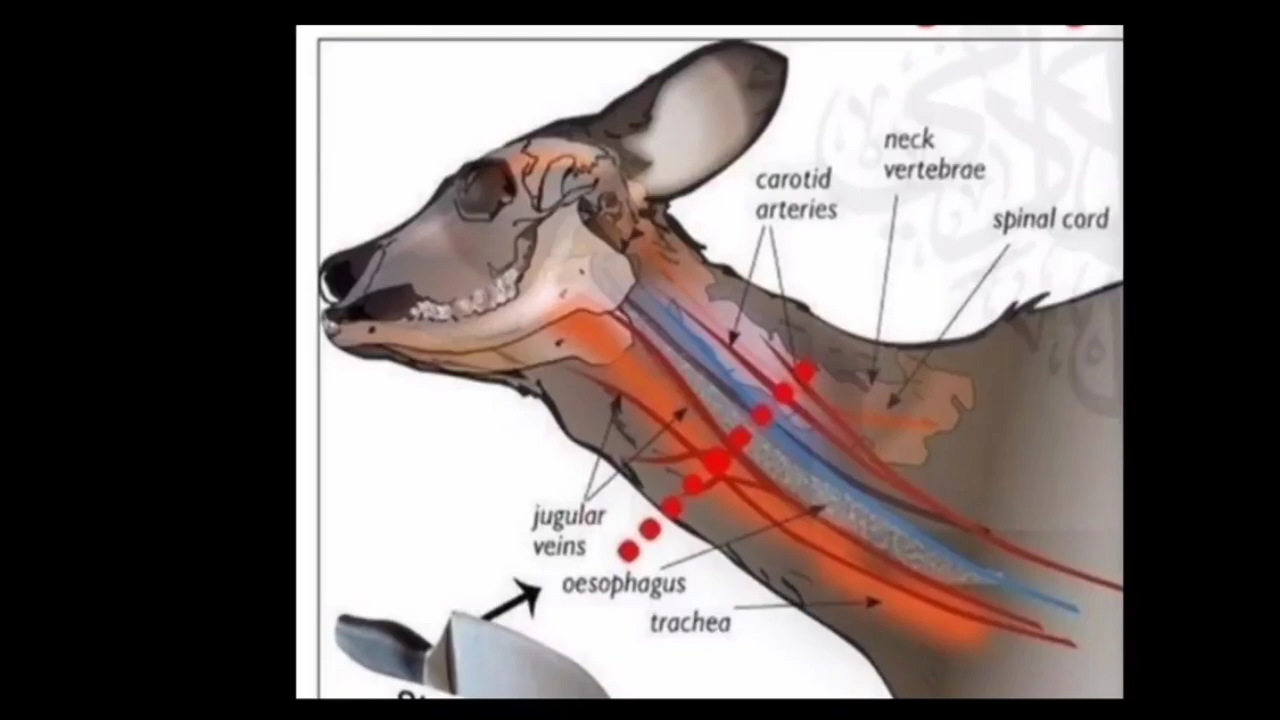 neck
vertebrae
carotid
arteries
spinal cord
jugular
veins
oesophagus
trachea